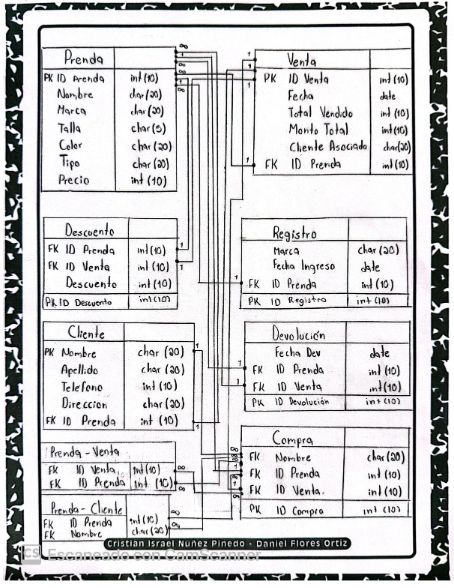 Prenda
PK ID Prenda int (10)
Nombre char (20)
Marca char (20)
Talla char (5)
Color char (20)
Tipo char (20)
Precio int (10)
Venta
PK ID Venta int (10)
Fecha date
Total Vendido int (10)
Monto Total int (10)
Cliente Asociado char(20)
FK ID Prenda int (10)
Descuento
FK ID Prenda int (10)
FK ID Venta int (10)
Descuento int (10)
PK ID Descuento int (10)
Registro
Marca char (20)
Fecha Ingreso date
FK ID Prenda int (10)
PK ID Registro int (10)
Cliente
PK Nombre char (20)
Apellido char (20)
Telefono int (10)
Direccion char (20)
FK ID Prenda int (10)
Devolución
Fecha Dev date
FK ID Prenda int (10)
FK ID Venta int (10)
PK ID Devolución int (10)
Prenda - Venta
FK ID Venta int(10)
FK ID Prenda int (10)
Compra
FK Nombre char (20)
FK ID Prenda int (10)
FK ID Venta. int (10)
PK ID Compra int (10)
Prenda - Cliente
FK ID Prenda int (10)
FK Nombre char (20)
Cristian Israel Nuñez Pinedo - Daniel Flores Ortiz
CS Escaneado con CamScanner